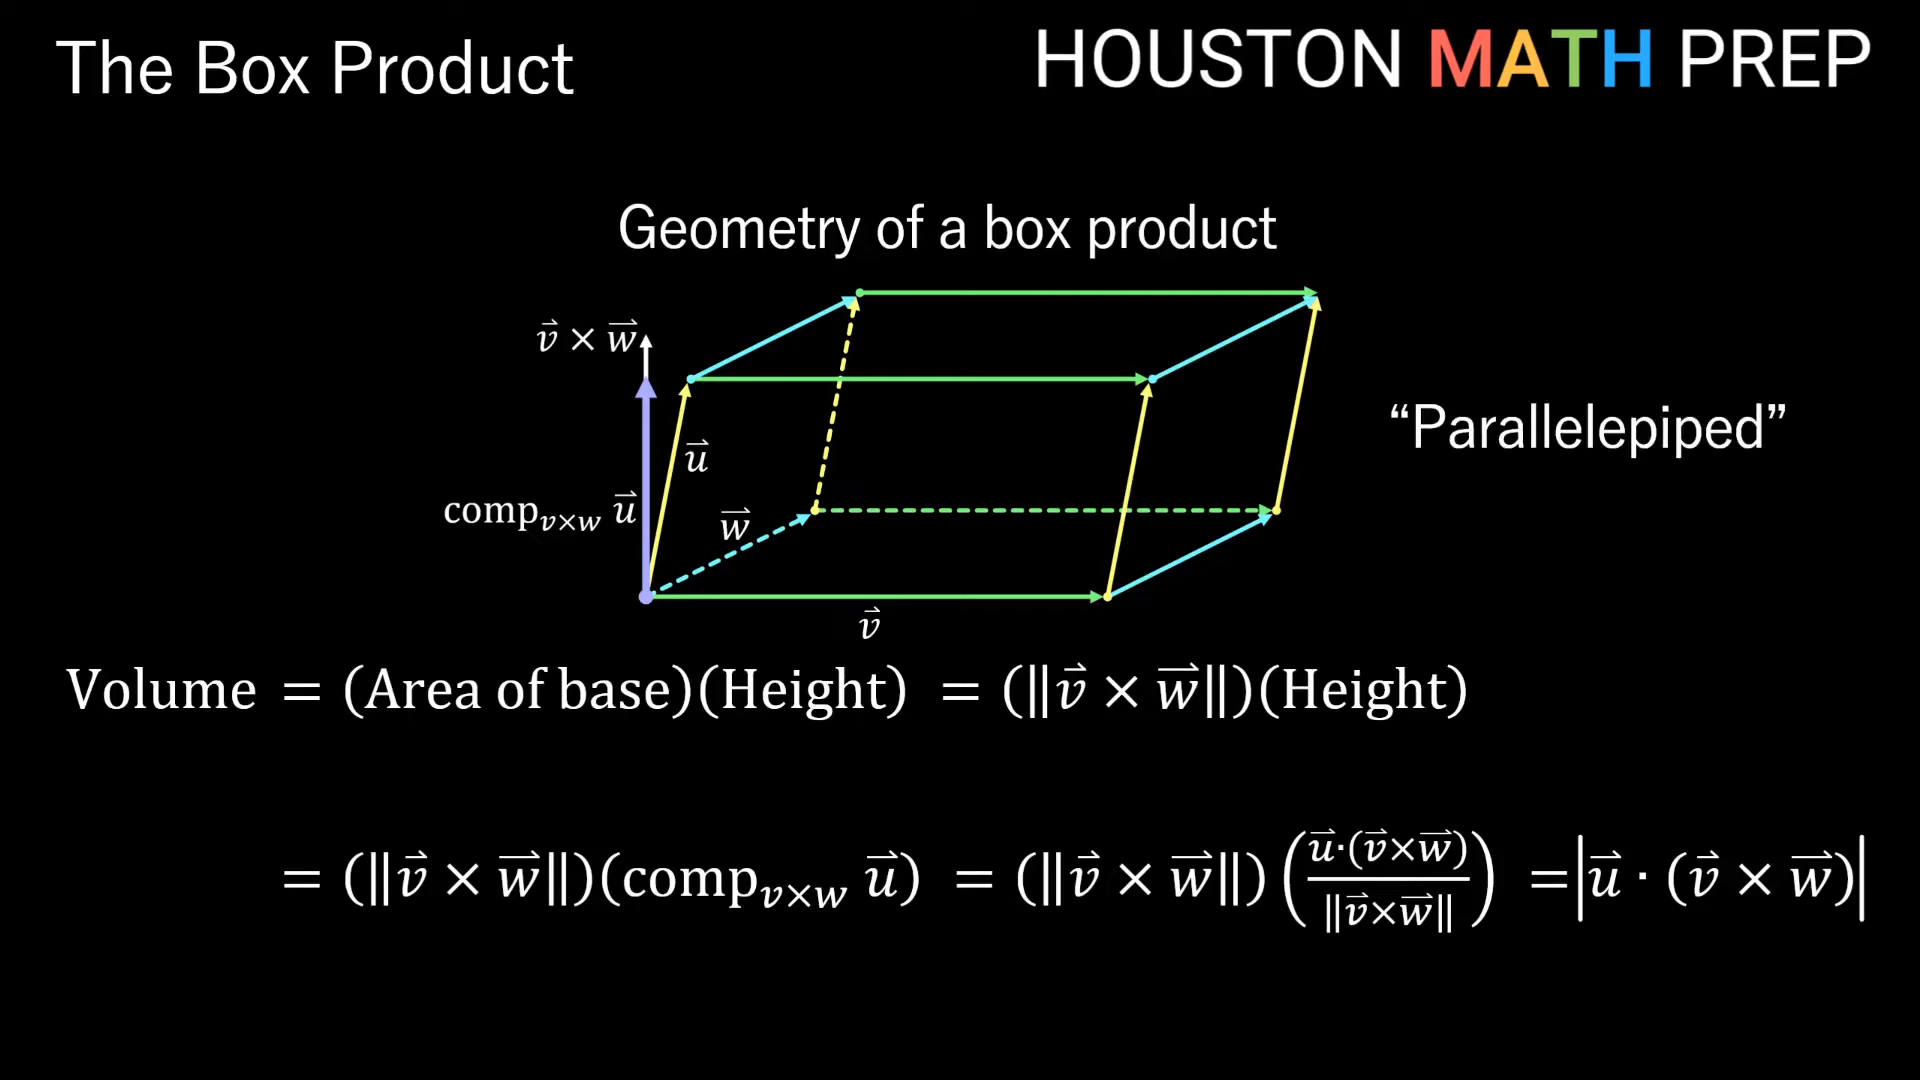 The Box Product
HOUSTON MATH PREP
Geometry of a box product
v⃗ × w⃗
u⃗
“Parallelepiped”
comp_{v×w} u⃗
w⃗
v⃗
Volume = (Area of base)(Height) = (‖v⃗ × w⃗‖)(Height)
= (‖v⃗ × w⃗‖)(comp_{v×w} u⃗) = (‖v⃗ × w⃗‖)(u⃗·(v⃗×w⃗)/‖v⃗×w⃗‖) = |u⃗ · (v⃗ × w⃗)|